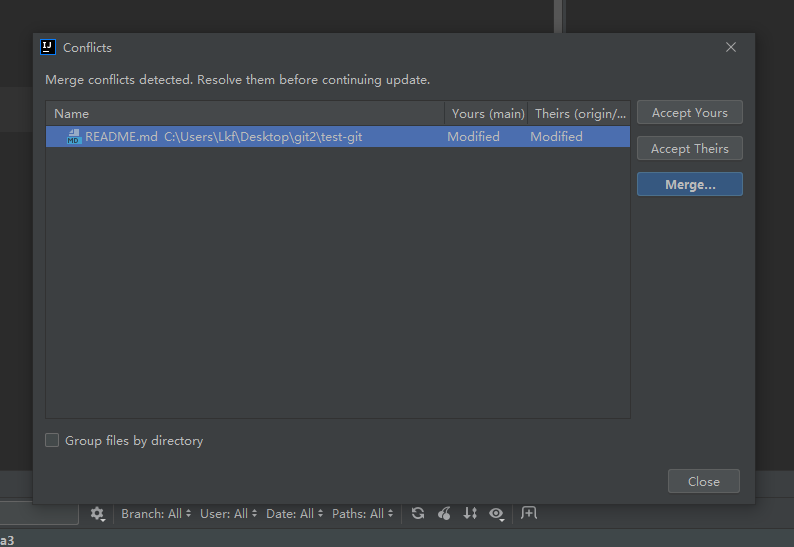 Conflicts
Merge conflicts detected. Resolve them before continuing update.
Name Yours (main) Theirs (origin/...
README.md C:\Users\Lkf\Desktop\git2\test-git Modified Modified
Accept Yours
Accept Theirs
Merge...
Group files by directory
Close
Branch: All User: All Date: All Paths: All
a3